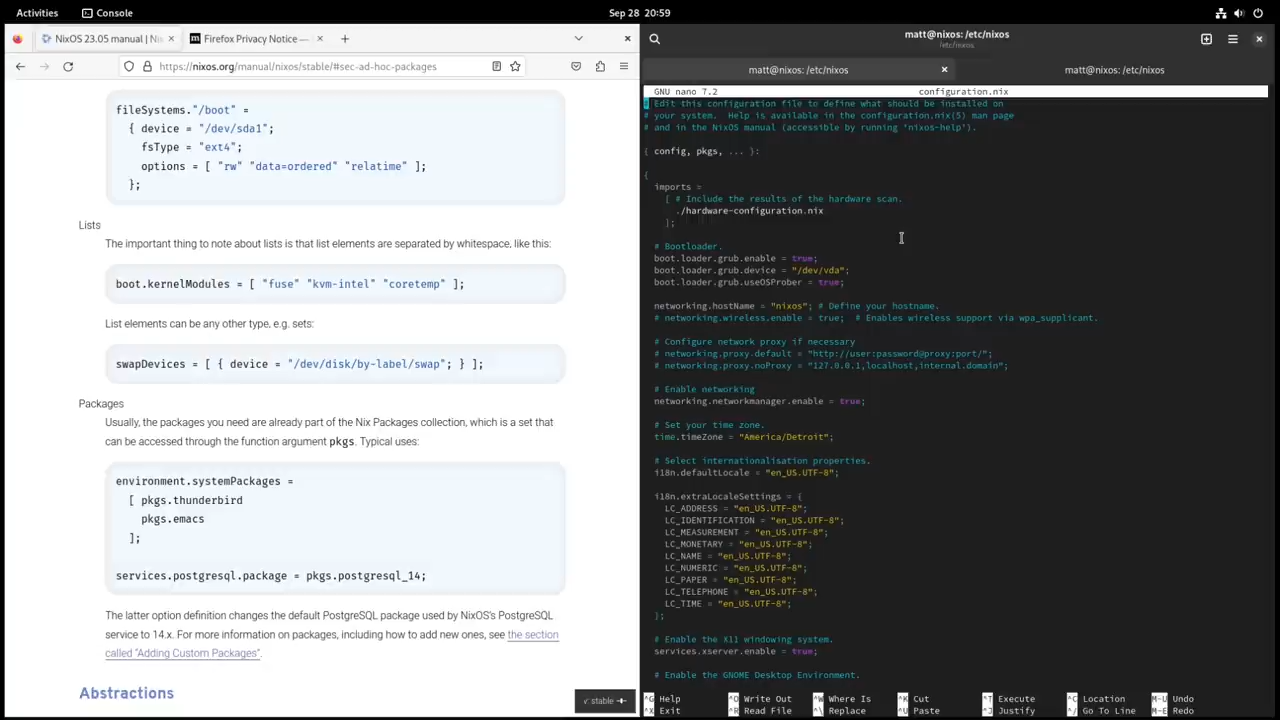 Activities
Console
Sep 28 20:59
NixOS 23.05 manual | Ni
Firefox Privacy Notice —
https://nixos.org/manual/nixos/stable/#sec-ad-hoc-packages
fileSystems."/boot" =
{ device = "/dev/sda1";
fsType = "ext4";
options = [ "rw" "data=ordered" "relatime" ];
};
Lists
The important thing to note about lists is that list elements are separated by whitespace, like this:
boot.kernelModules = [ "fuse" "kvm-intel" "coretemp" ];
List elements can be any other type, e.g. sets:
swapDevices = [ { device = "/dev/disk/by-label/swap"; } ];
Packages
Usually, the packages you need are already part of the Nix Packages collection, which is a set that
can be accessed through the function argument pkgs. Typical uses:
environment.systemPackages =
[ pkgs.thunderbird
pkgs.emacs
];
services.postgresql.package = pkgs.postgresql_14;
The latter option definition changes the default PostgreSQL package used by NixOS's PostgreSQL
service to 14.x. For more information on packages, including how to add new ones, see the section
called "Adding Custom Packages".
Abstractions
√ stable
matt@nixos: /etc/nixos
/etc/nixos
matt@nixos: /etc/nixos
matt@nixos: /etc/nixos
GNU nano 7.2 configuration.nix
# Edit this configuration file to define what should be installed on
# your system. Help is available in the configuration.nix(5) man page
# and in the NixOS manual (accessible by running 'nixos-help').
{ config, pkgs, ... }:
{
imports =
[ # Include the results of the hardware scan.
./hardware-configuration.nix
];
# Bootloader.
boot.loader.grub.enable = true;
boot.loader.grub.device = "/dev/vda";
boot.loader.grub.useOSProber = true;
networking.hostName = "nixos"; # Define your hostname.
# networking.wireless.enable = true; # Enables wireless support via wpa_supplicant.
# Configure network proxy if necessary
# networking.proxy.default = "http://user:password@proxy:port/";
# networking.proxy.noProxy = "127.0.0.1,localhost,internal.domain";
# Enable networking
networking.networkmanager.enable = true;
# Set your time zone.
time.timeZone = "America/Detroit";
# Select internationalisation properties.
i18n.defaultLocale = "en_US.UTF-8";
i18n.extraLocaleSettings = {
LC_ADDRESS = "en_US.UTF-8";
LC_IDENTIFICATION = "en_US.UTF-8";
LC_MEASUREMENT = "en_US.UTF-8";
LC_MONETARY = "en_US.UTF-8";
LC_NAME = "en_US.UTF-8";
LC_NUMERIC = "en_US.UTF-8";
LC_PAPER = "en_US.UTF-8";
LC_TELEPHONE = "en_US.UTF-8";
LC_TIME = "en_US.UTF-8";
};
# Enable the X11 windowing system.
services.xserver.enable = true;
# Enable the GNOME Desktop Environment.
^G Help ^O Write Out ^W Where Is ^K Cut ^T Execute ^C Location M-U Undo
^X Exit ^R Read File ^\ Replace ^U Paste ^J Justify ^/ Go To Line M-E Redo